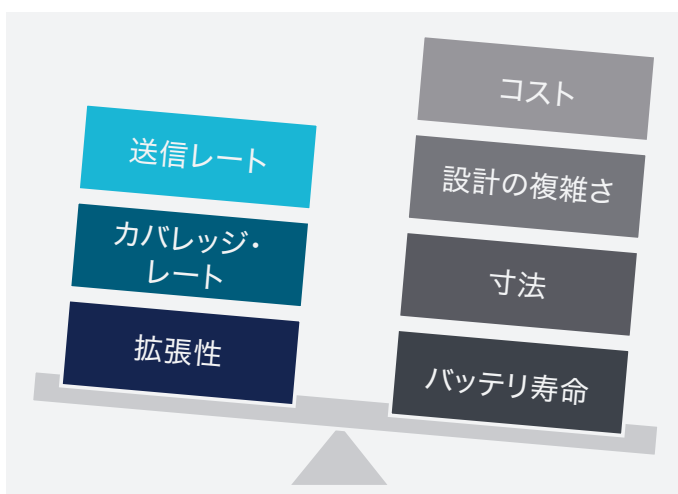 送信レート
カバレッジ・
レート
拡張性
コスト
設計の複雑さ
寸法
バッテリ寿命